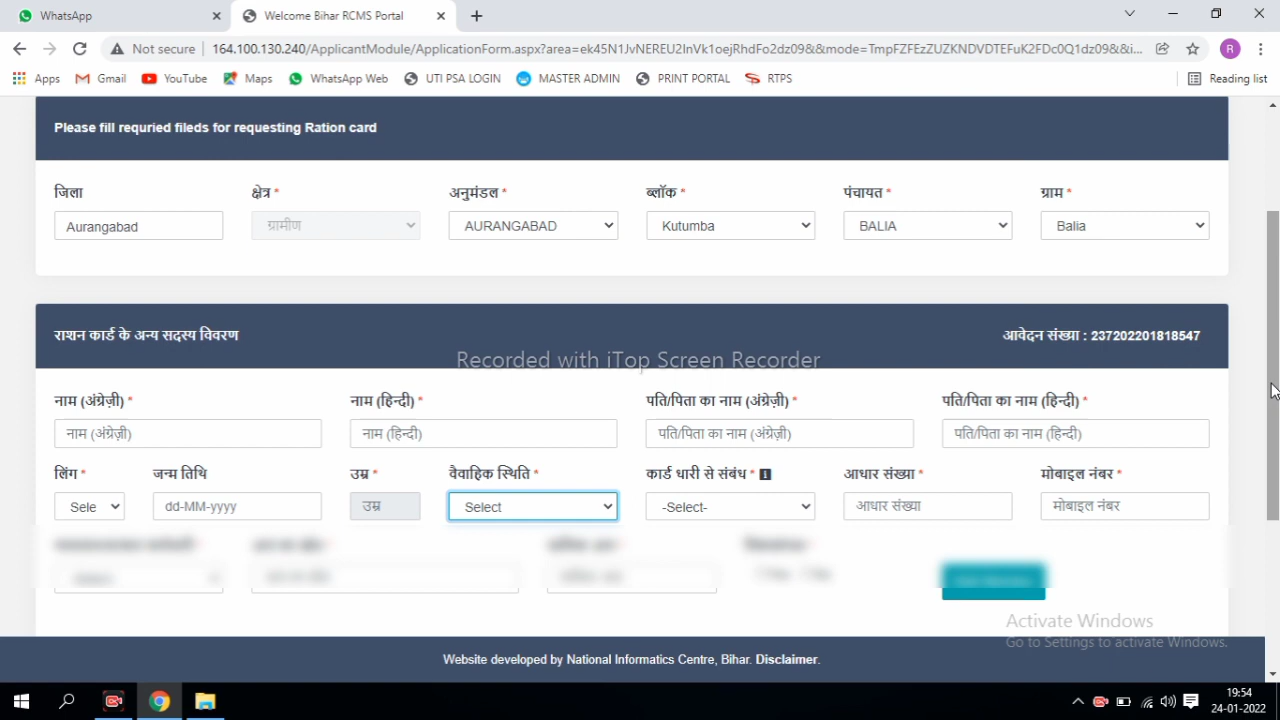 WhatsApp
Welcome Bihar RCMS Portal
Not secure
164.100.130.240/ApplicantModule/ApplicationForm.aspx?area=ek45N1JvNEREU2lnVk1oejRhdFo2dz09&&mode=TmpFZFEzZUZKNDVDTEFuK2FDc0Q1dz09&&i...
R
Apps Gmail YouTube Maps WhatsApp Web UTI PSA LOGIN MASTER ADMIN PRINT PORTAL RTPS Reading list
Please fill requried fileds for requesting Ration card
जिला क्षेत्र * अनुमंडल * ब्लॉक * पंचायत * ग्राम *
Aurangabad ग्रामीण AURANGABAD Kutumba BALIA Balia
राशन कार्ड के अन्य सदस्य विवरण आवेदन संख्या : 237202201818547
Recorded with iTop Screen Recorder
नाम (अंग्रेज़ी) * नाम (हिन्दी) * पति/पिता का नाम (अंग्रेज़ी) * पति/पिता का नाम (हिन्दी) *
नाम (अंग्रेज़ी) नाम (हिन्दी) पति/पिता का नाम (अंग्रेज़ी) पति/पिता का नाम (हिन्दी)
लिंग * जन्म तिथि उम्र * वैवाहिक स्थिति * कार्ड धारी से संबंध * आधार संख्या * मोबाइल नंबर *
Sele dd-MM-yyyy उम्र Select -Select- आधार संख्या मोबाइल नंबर
Activate Windows
Go to Settings to activate Windows.
Website developed by National Informatics Centre, Bihar. Disclaimer.
19:54
24-01-2022